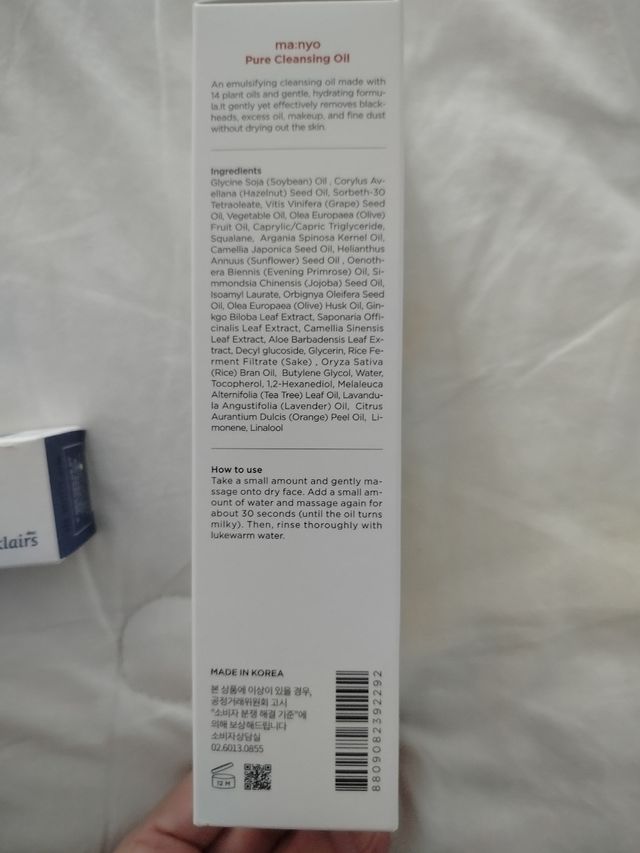 ma:nyo
Pure Cleansing Oil
An emulsifying cleansing oil made with
14 plant oils and gentle, hydrating formu-
la.It gently yet effectively removes black-
heads, excess oil, makeup, and fine dust
without drying out the skin.
Ingredients
Glycine Soja (Soybean) Oil , Corylus Av-
ellana (Hazelnut) Seed Oil, Sorbeth-30
Tetraoleate, Vitis Vinifera (Grape) Seed
Oil, Vegetable Oil, Olea Europaea (Olive)
Fruit Oil, Caprylic/Capric Triglyceride,
Squalane, Argania Spinosa Kernel Oil,
Camellia Japonica Seed Oil, Helianthus
Annuus (Sunflower) Seed Oil , Oenoth-
era Biennis (Evening Primrose) Oil, Si-
mmondsia Chinensis (Jojoba) Seed Oil,
Isoamyl Laurate, Orbignya Oleifera Seed
Oil, Olea Europaea (Olive) Husk Oil, Gin-
kgo Biloba Leaf Extract, Saponaria Offi-
cinalis Leaf Extract, Camellia Sinensis
Leaf Extract, Aloe Barbadensis Leaf Ex-
tract, Decyl glucoside, Glycerin, Rice Fe-
rment Filtrate (Sake) , Oryza Sativa
(Rice) Bran Oil, Butylene Glycol, Water,
Tocopherol, 1,2-Hexanediol, Melaleuca
Alternifolia (Tea Tree) Leaf Oil, Lavandu-
la Angustifolia (Lavender) Oil, Citrus
Aurantium Dulcis (Orange) Peel Oil, Li-
monene, Linalool
How to use
Take a small amount and gently ma-
ssage onto dry face. Add a small am-
ount of water and massage again for
about 30 seconds (until the oil turns
milky). Then, rinse thoroughly with
lukewarm water.
MADE IN KOREA
본 상품에 이상이 있을 경우,
공정거래위원회 고시
"소비자 분쟁 해결 기준"에
의해 보상해드립니다
소비자상담실
02.6013.0855
12 M
8809082392292
klairs